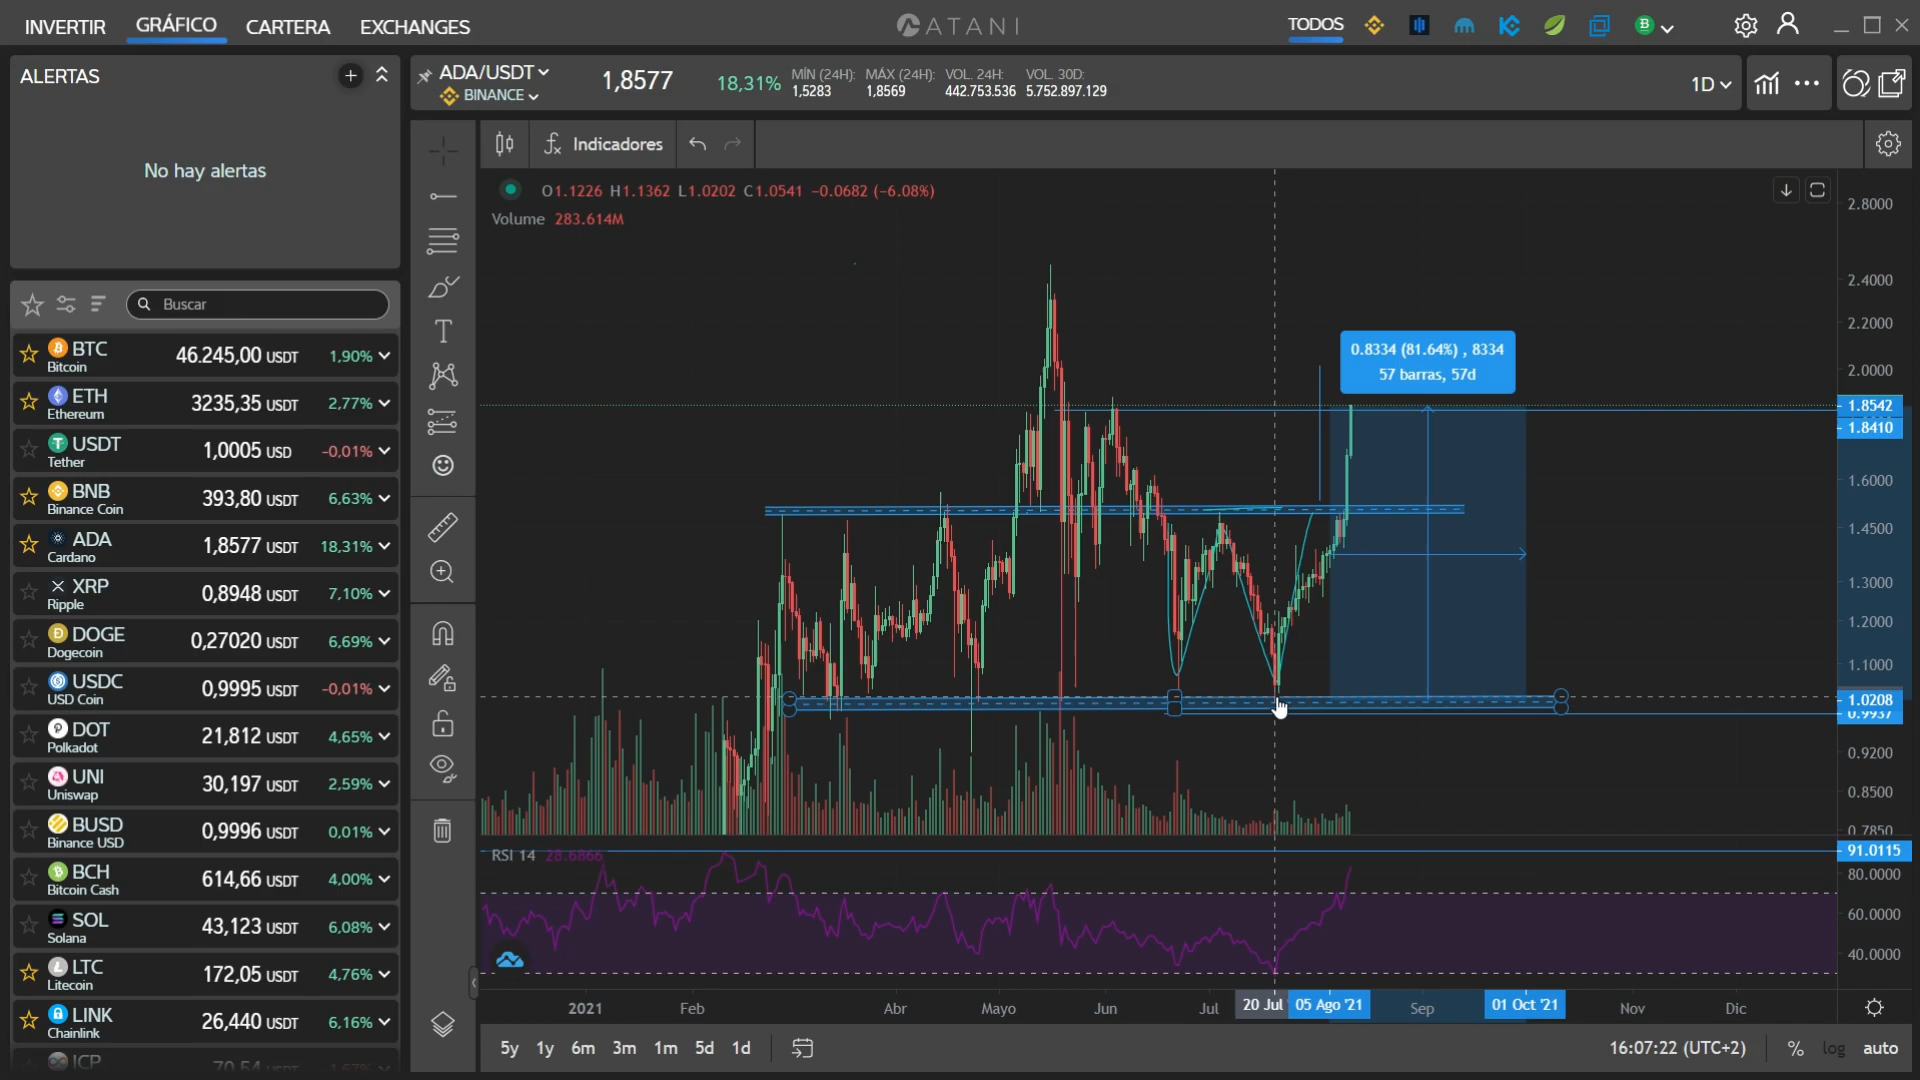 INVERTIR
GRÁFICO
CARTERA
EXCHANGES
ATANI
TODOS
ALERTAS
No hay alertas
ADA/USDT
BINANCE
1,8577
18,31%
MÍN (24H):
1,5283
MÁX (24H):
1,8569
VOL. 24H:
442.753.536
VOL. 30D:
5.752.897.129
1D
Indicadores
O1.1226 H1.1362 L1.0202 C1.0541 −0.0682 (−6.08%)
Volume 283.614M
Buscar
BTC 46.245,00 USDT 1,90%
Bitcoin
ETH 3235,35 USDT 2,77%
Ethereum
USDT 1,0005 USD -0,01%
Tether
BNB 393,80 USDT 6,63%
Binance Coin
ADA 1,8577 USDT 18,31%
Cardano
XRP 0,8948 USDT 7,10%
Ripple
DOGE 0,27020 USDT 6,69%
Dogecoin
USDC 0,9995 USDT -0,01%
USD Coin
DOT 21,812 USDT 4,65%
Polkadot
UNI 30,197 USDT 2,59%
Uniswap
BUSD 0,9996 USDT 0,01%
Binance USD
BCH 614,66 USDT 4,00%
Bitcoin Cash
SOL 43,123 USDT 6,08%
Solana
LTC 172,05 USDT 4,76%
Litecoin
LINK 26,440 USDT 6,16%
Chainlink
ICP 70,54
0.8334 (81.64%) , 8334
57 barras, 57d
2.8000
2.4000
2.2000
2.0000
1.8542
1.8410
1.6000
1.4500
1.3000
1.2000
1.1000
1.0208
0.9937
0.9200
0.8500
0.7850
RSI 14 28.6866
91.0115
80.0000
60.0000
40.0000
2021
Feb
Abr
Mayo
Jun
Jul
20 Jul
05 Ago '21
Sep
01 Oct '21
Nov
Dic
5y 1y 6m 3m 1m 5d 1d
16:07:22 (UTC+2)
%
log
auto